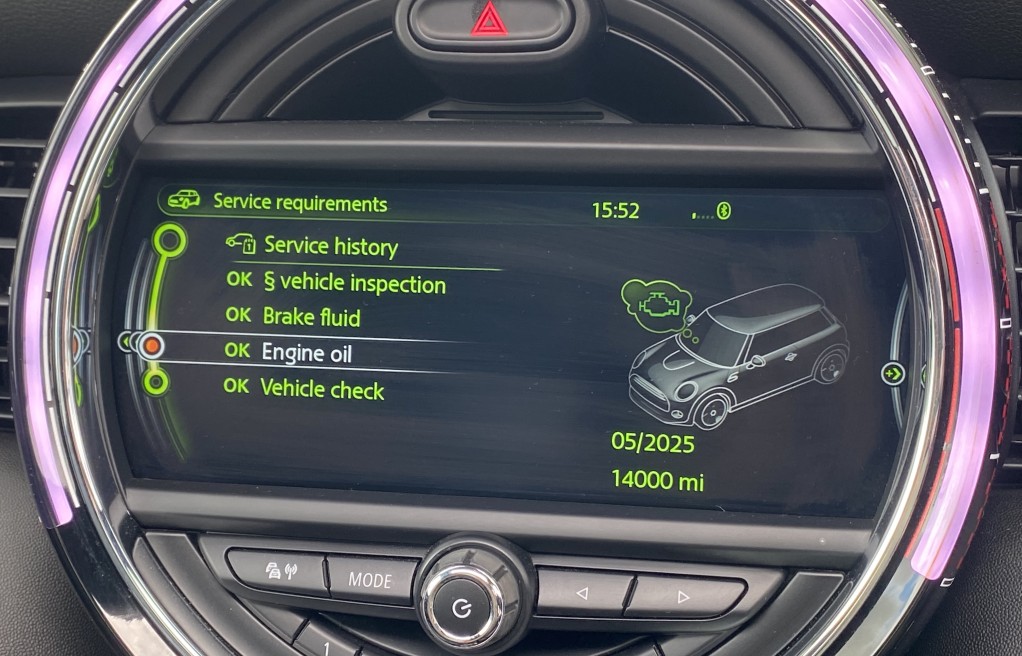 Service requirements
15:52
Service history
OK § vehicle inspection
OK Brake fluid
OK Engine oil
OK Vehicle check
05/2025
14000 mi
MODE
1